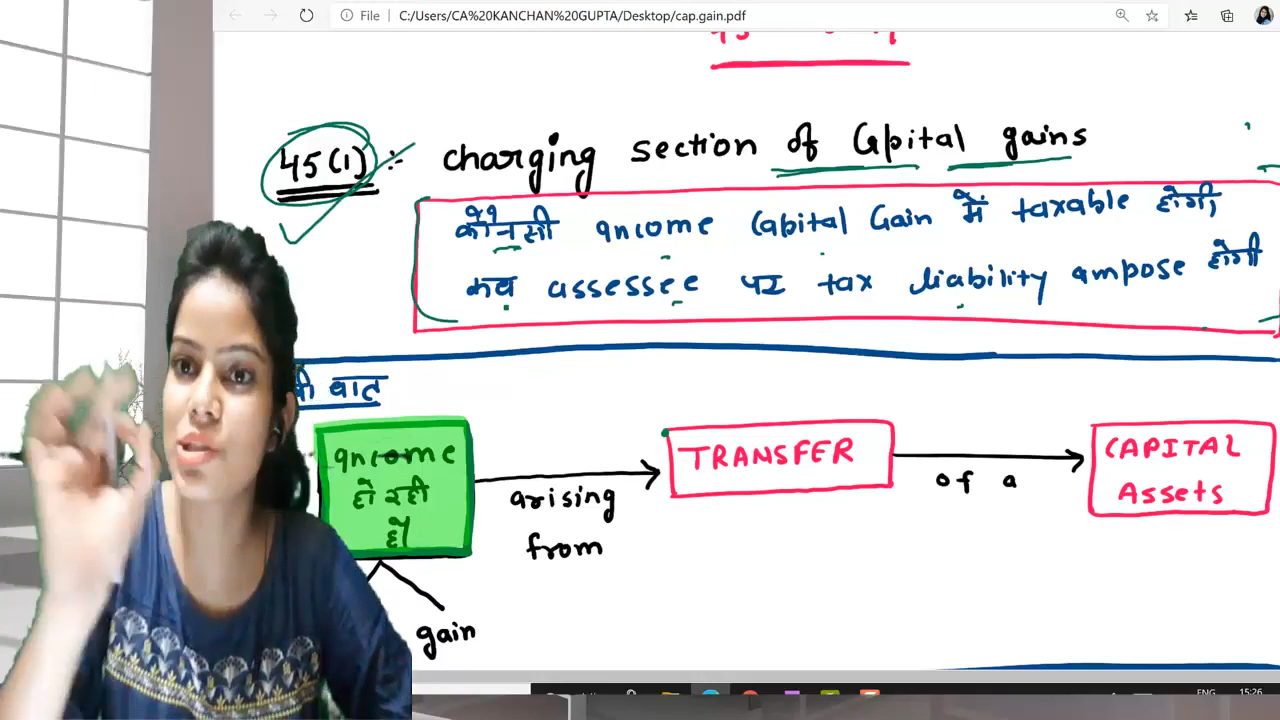 File | C:/Users/CA%20KANCHAN%20GUPTA/Desktop/cap.gain.pdf
45(1) :- charging section of Capital gains
कौनसी income Capital Gain में taxable होगी,
कब assessee पर tax liability ampose होगी
बात
income
हो रही
है
arising
from
TRANSFER
of a
CAPITAL
Assets
gain
ENG
15:26